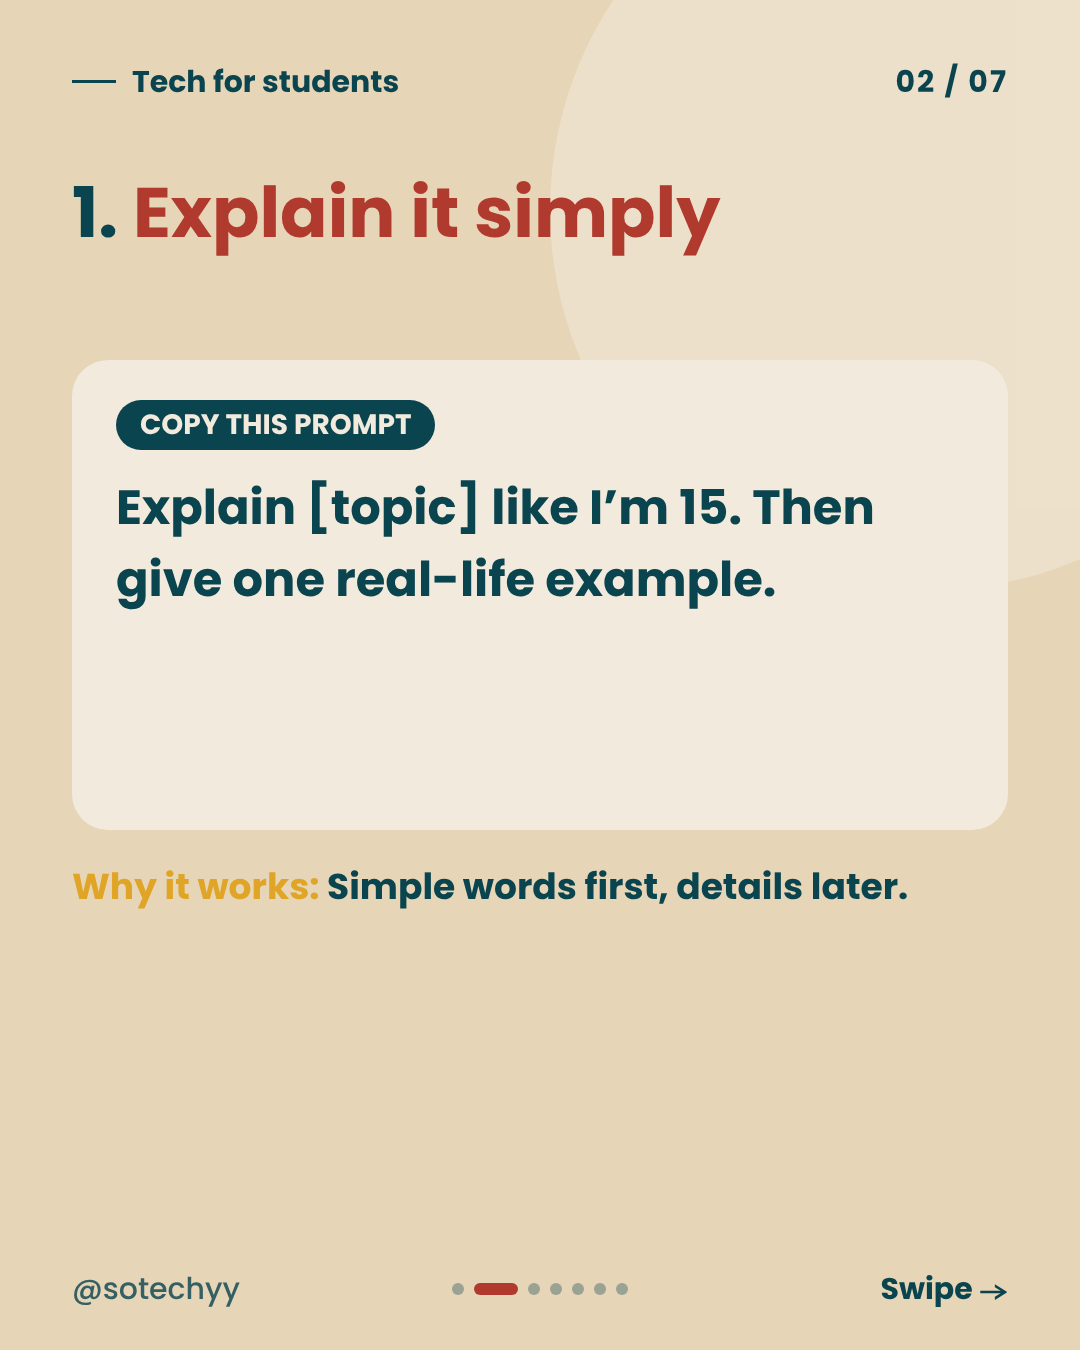 Tech for students
02 / 07
1. Explain it simply
COPY THIS PROMPT
Explain [topic] like I’m 15. Then
give one real-life example.
Why it works: Simple words first, details later.
@sotechyy
Swipe →